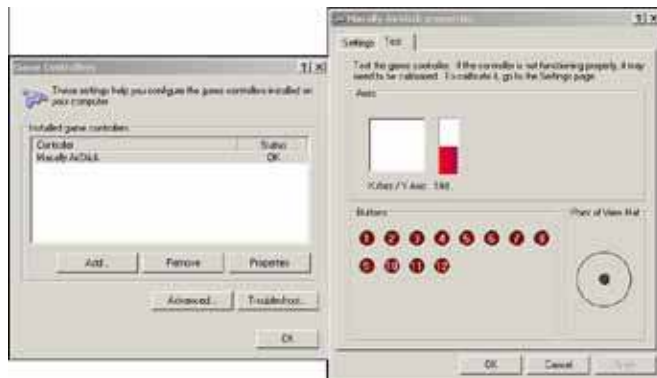 Game Controllers
These settings help you configure the game controllers installed on
your computer.
Installed game controllers
Controller Status
Macally AirStick OK
Add... Remove Properties
Advanced... Troubleshoot...
OK
Macally AirStick properties
Settings Test
Test the game controller. If the controller is not functioning properly, it may
need to be calibrated. To calibrate it, go to the Settings page.
Axes
X Axis / Y Axis
Buttons
Point of View Hat
1 2 3 4 5 6 7 8
9 10 11 12
OK Cancel Apply